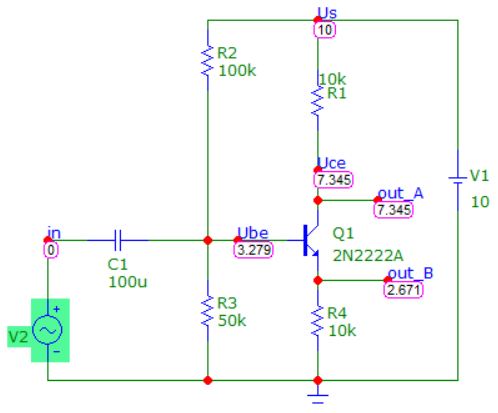 Us
10
R2
100k
10k
R1
Uce
7.345
out_A
7.345
V1
10
in
0
Ube
3.279
Q1
2N2222A
C1
100u
out_B
2.671
V2
+
-
R3
50k
R4
10k